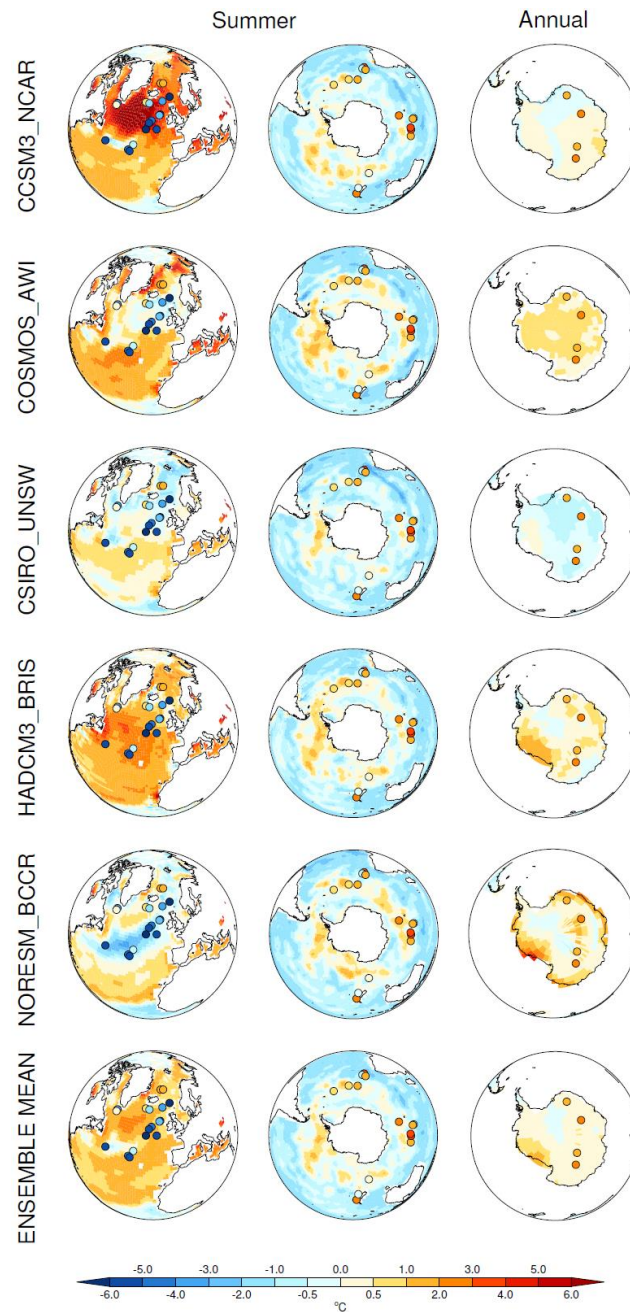 Summer Annual
CCSM3_NCAR
COSMOS_AWI
CSIRO_UNSW
HADCM3_BRIS
NORESM_BCCR
ENSEMBLE MEAN
-5.0 -3.0 -1.0 0.0 1.0 3.0 5.0
-6.0 -4.0 -2.0 -0.5 0.5 2.0 4.0 6.0
°C